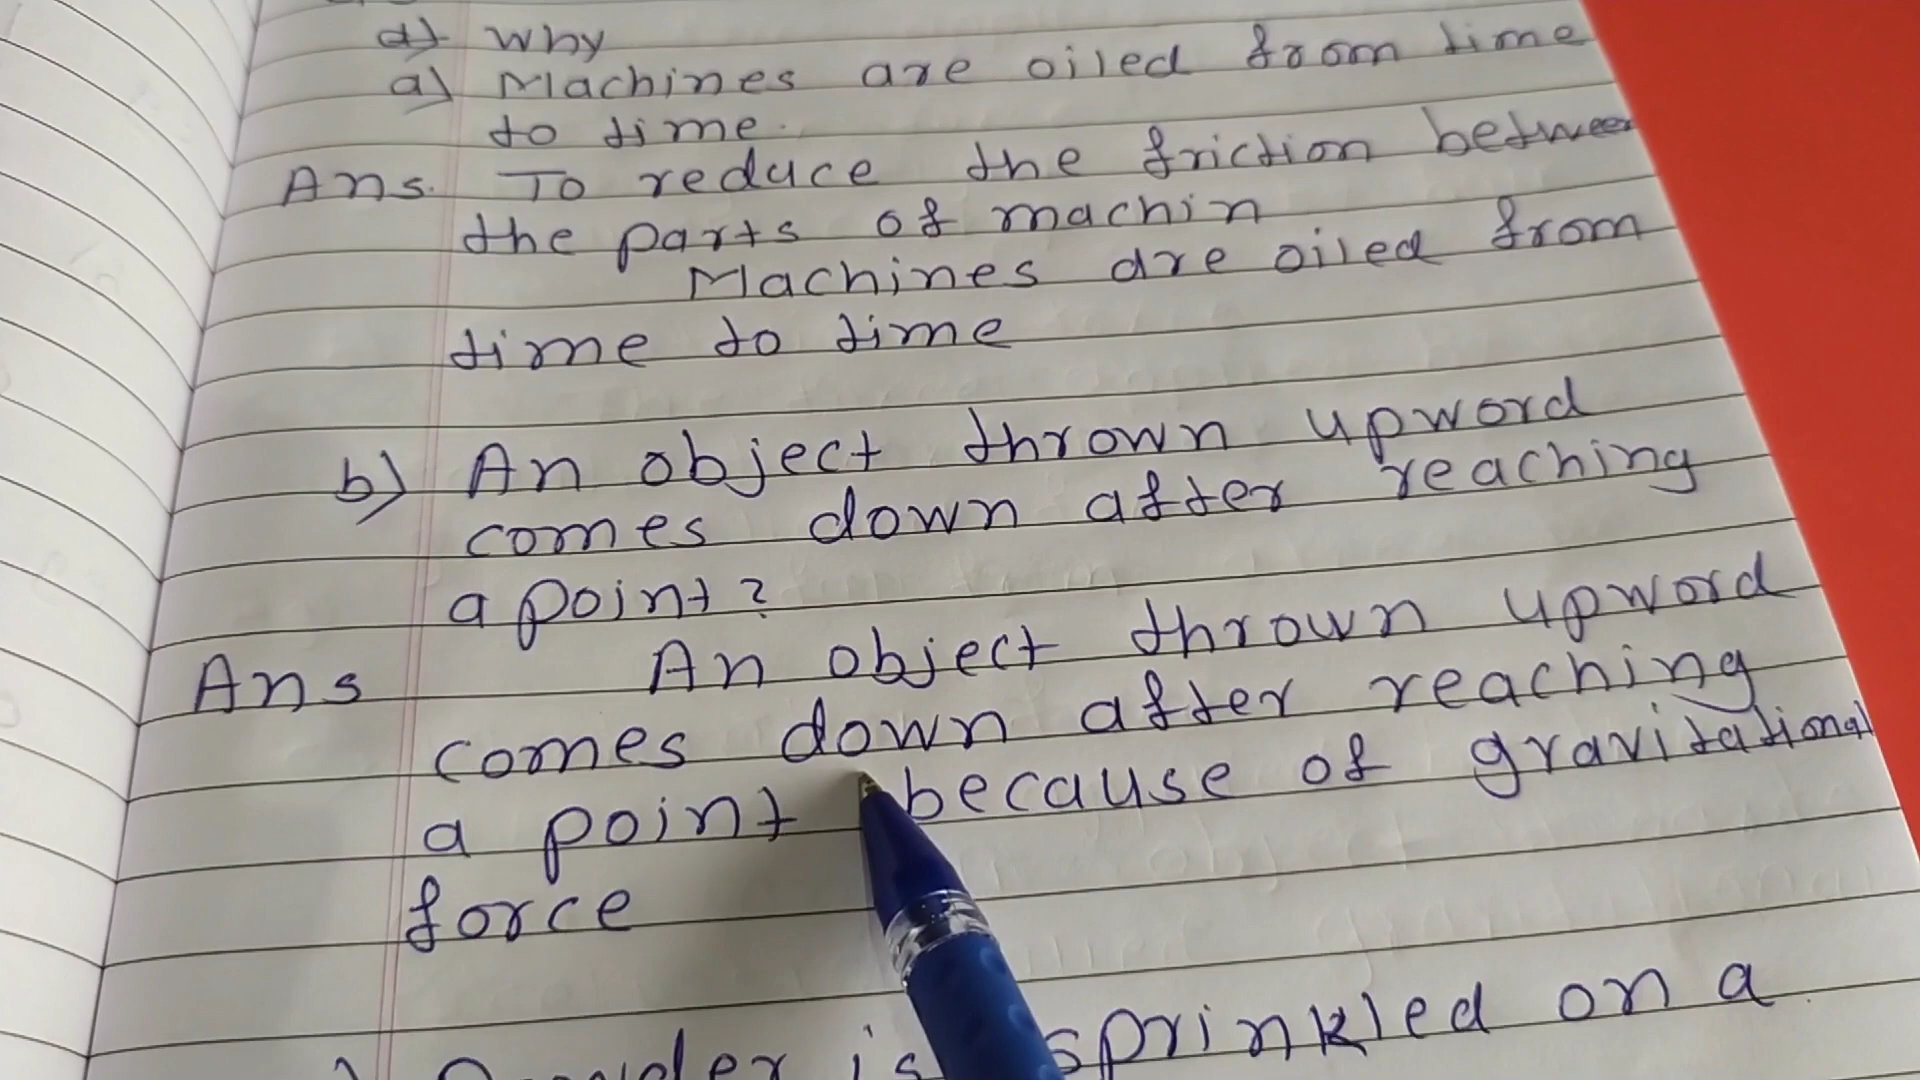 d) Why
a) Machines are oiled from time
to time.
Ans. To reduce the friction between
the parts of machin
Machines are oiled from
time to time
b) An object thrown upword
comes down after reaching
a point?
Ans An object thrown upword
comes down after reaching
a point because of gravitational
force
is sprinkled on a